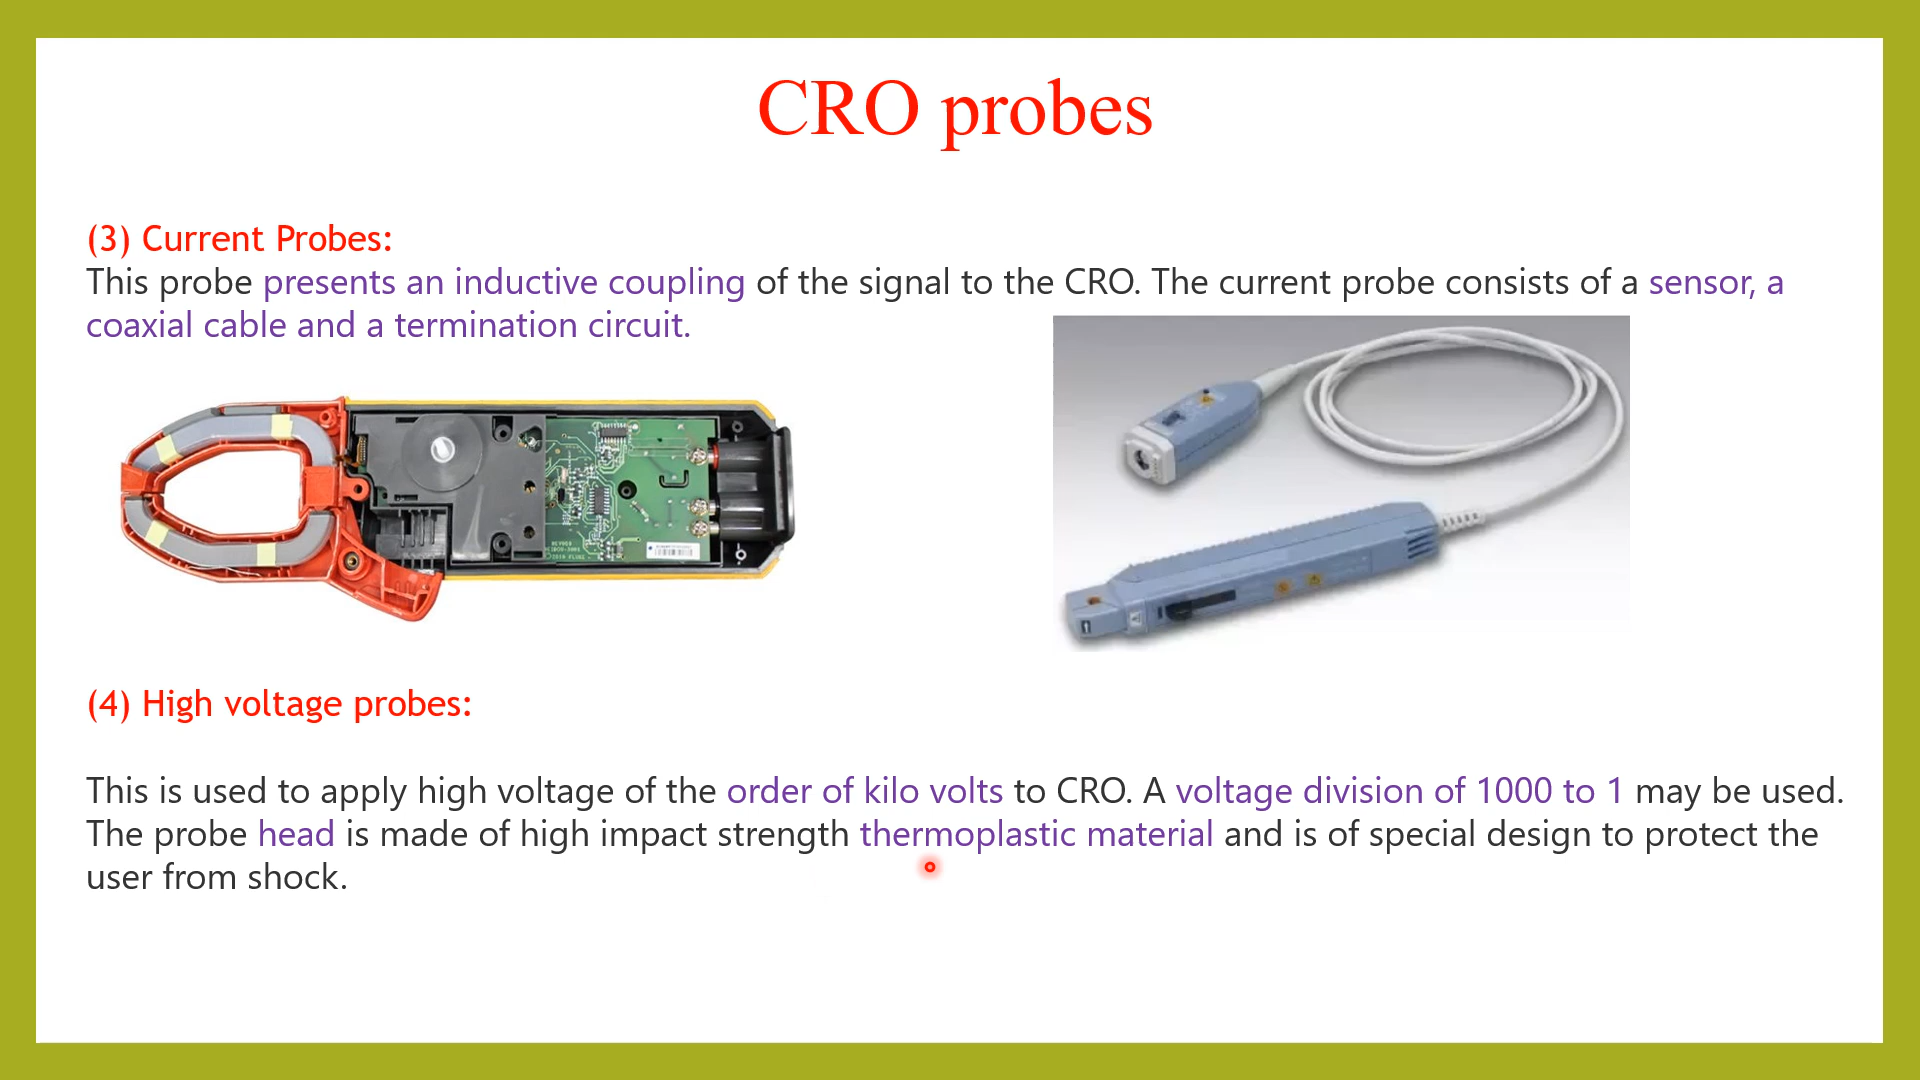 CRO probes
(3) Current Probes:
This probe presents an inductive coupling of the signal to the CRO. The current probe consists of a sensor, a
coaxial cable and a termination circuit.
(4) High voltage probes:
This is used to apply high voltage of the order of kilo volts to CRO. A voltage division of 1000 to 1 may be used.
The probe head is made of high impact strength thermoplastic material and is of special design to protect the
user from shock.